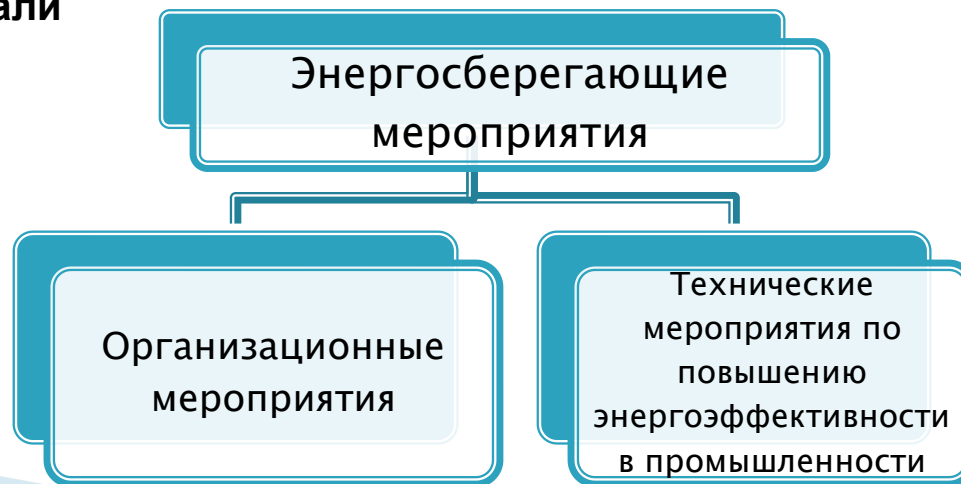 али
Энергосберегающие
мероприятия
Организационные
мероприятия
Технические
мероприятия по
повышению
энергоэффективности
в промышленности